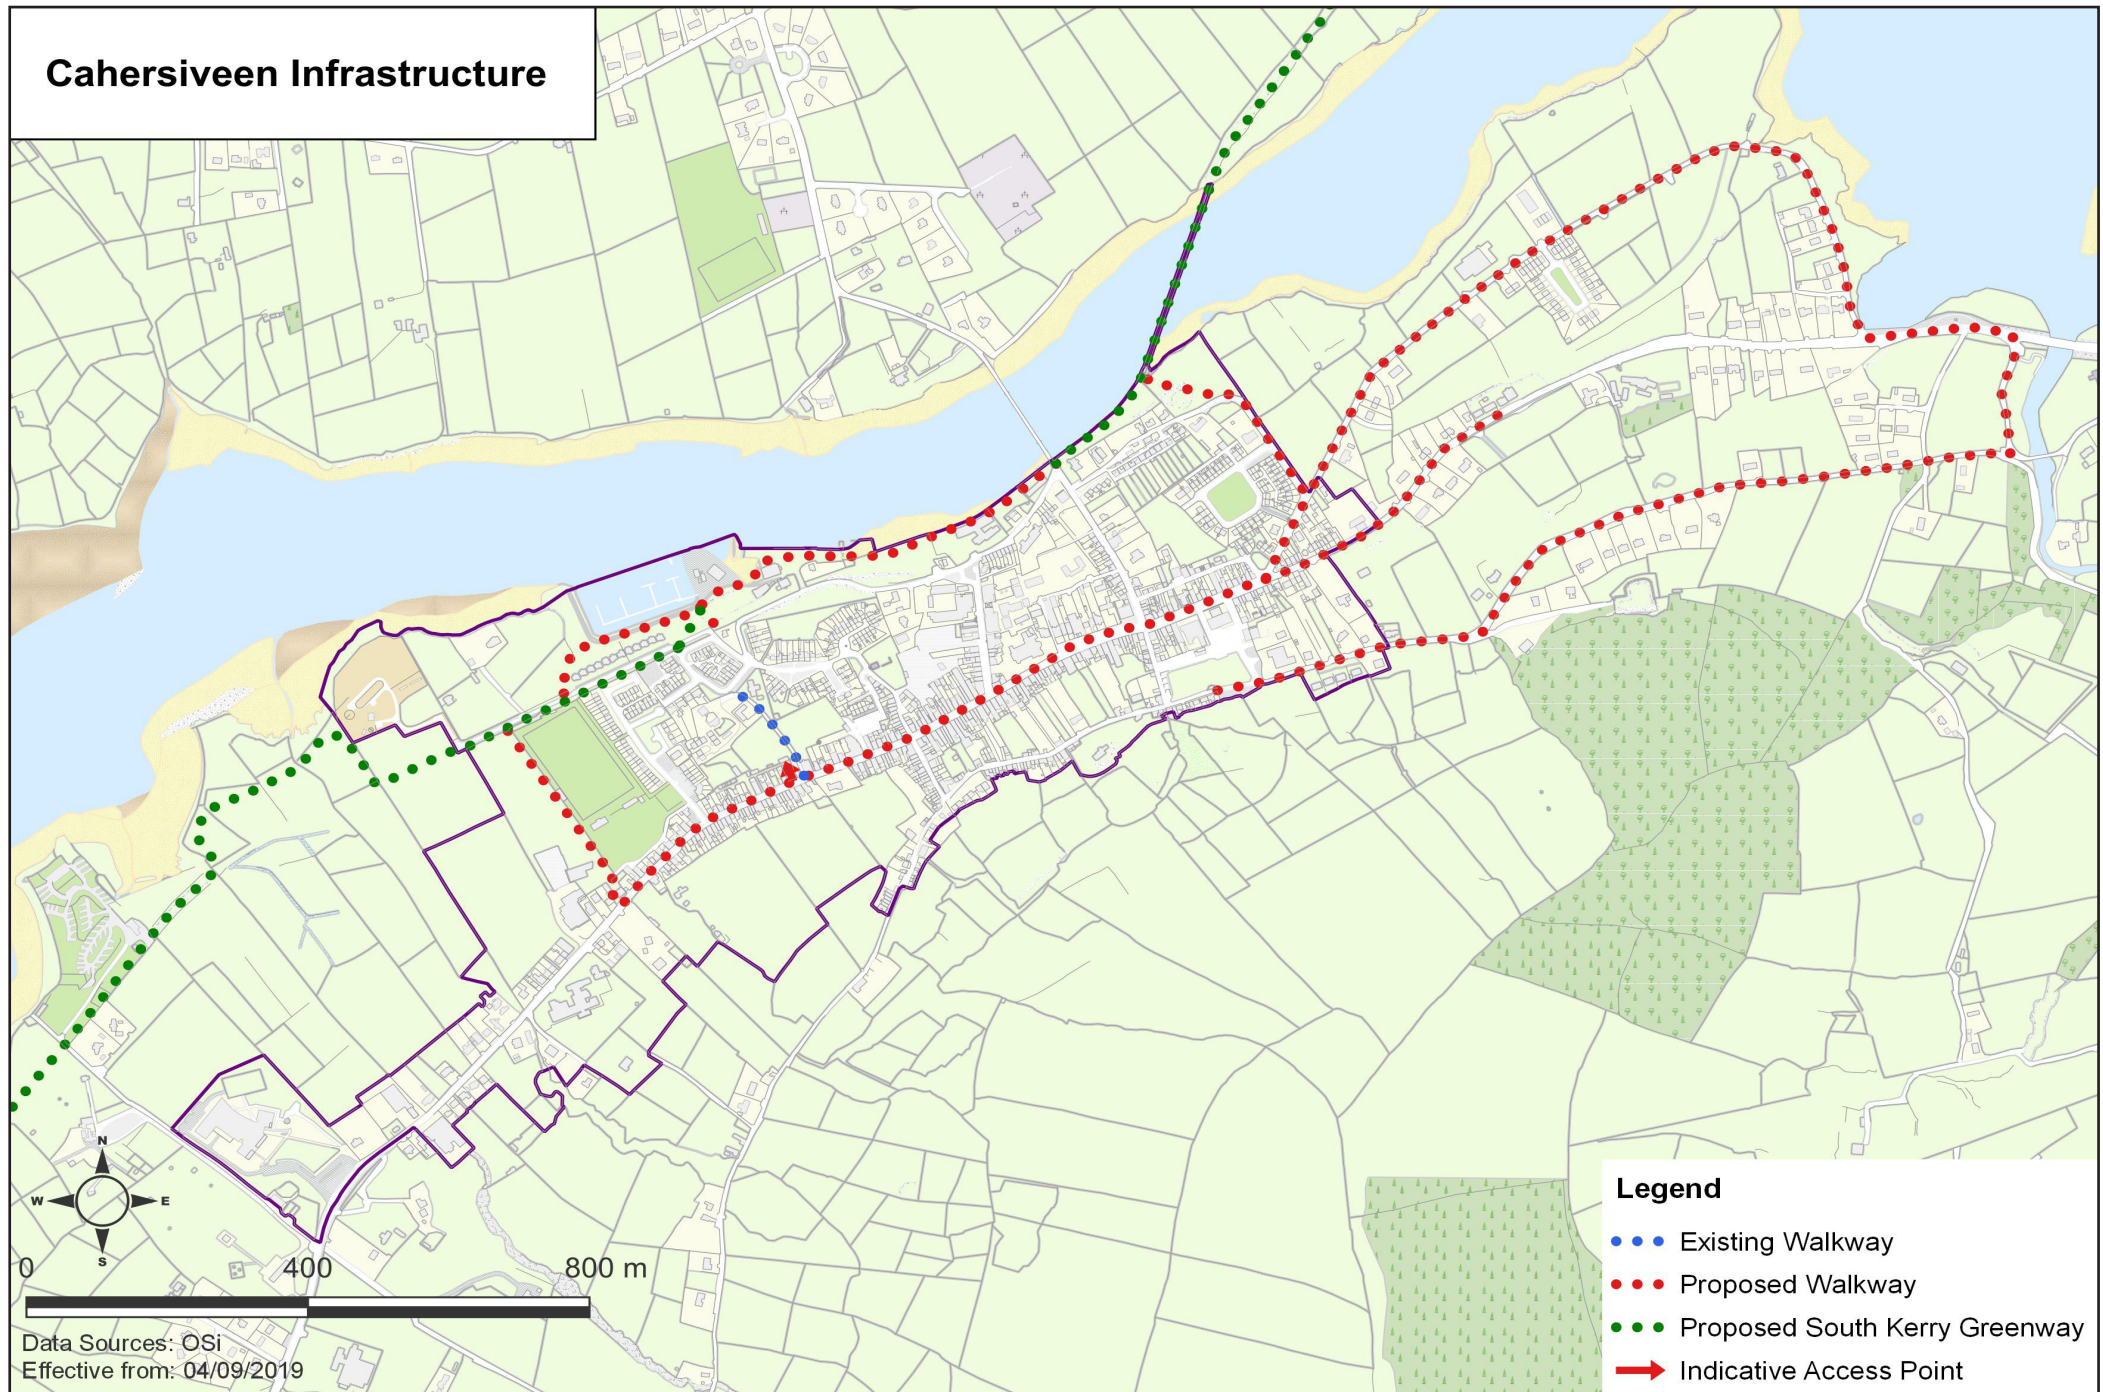 Cahersiveen Infrastructure
N
W E
S
0 400 800 m
Data Sources: OSi
Effective from: 04/09/2019
Legend
Existing Walkway
Proposed Walkway
Proposed South Kerry Greenway
Indicative Access Point